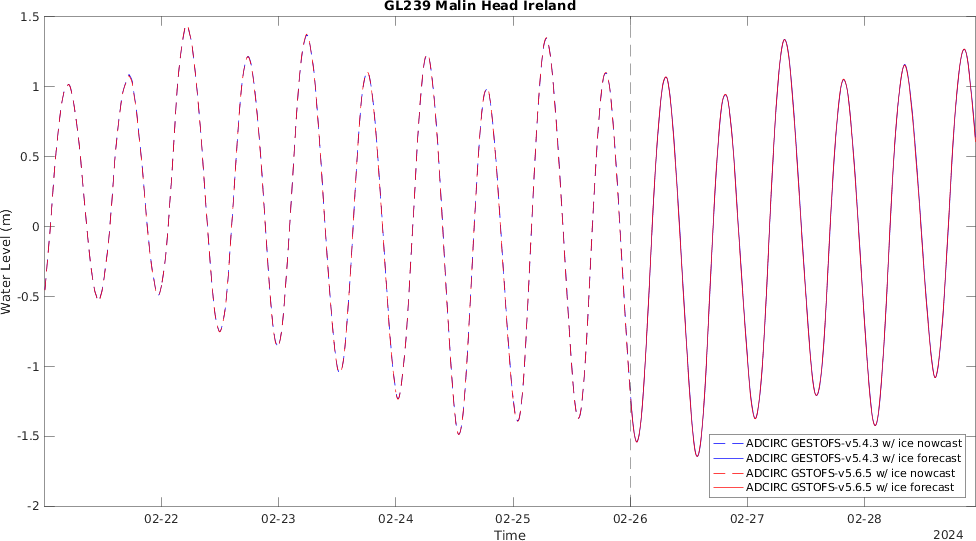 GL239 Malin Head Ireland
1.5
1
0.5
0
-0.5
-1
-1.5
-2
Water Level (m)
02-22
02-23
02-24
02-25
02-26
02-27
02-28
Time
2024
ADCIRC GESTOFS-v5.4.3 w/ ice nowcast
ADCIRC GESTOFS-v5.4.3 w/ ice forecast
ADCIRC GSTOFS-v5.6.5 w/ ice nowcast
ADCIRC GSTOFS-v5.6.5 w/ ice forecast